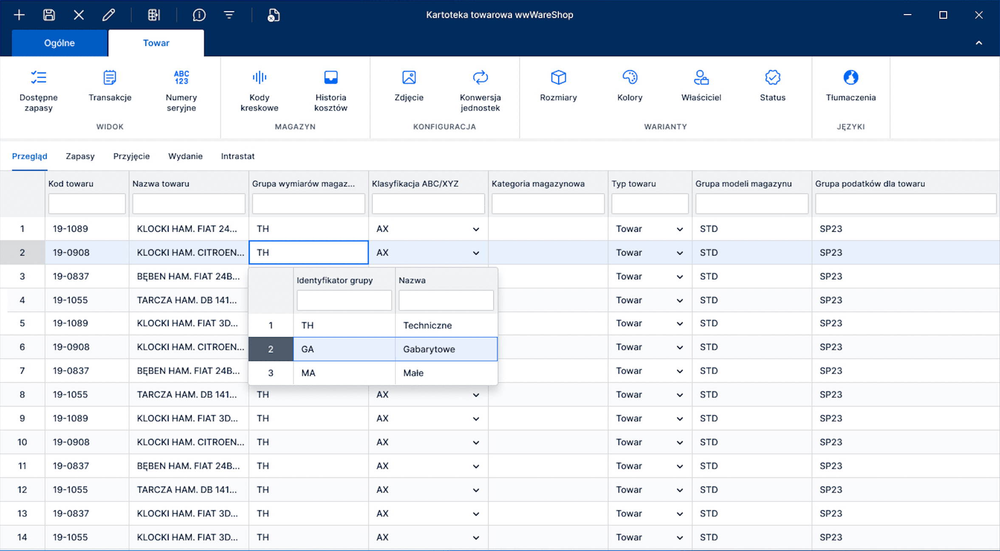 Kartoteka towarowa wwWareShop
Ogólne Towar
Dostępne zapasy Transakcje ABC 123 Numery seryjne Kody kreskowe Historia kosztów Zdjęcie Konwersja jednostek Rozmiary Kolory Właściciel Status Tłumaczenia
WIDOK MAGAZYN KONFIGURACJA WARIANTY JĘZYKI
Przegląd Zapasy Przyjęcie Wydanie Intrastat
Kod towaru Nazwa towaru Grupa wymiarów magaz... Klasyfikacja ABC/XYZ Kategoria magazynowa Typ towaru Grupa modeli magazynu Grupa podatków dla towaru
1 19-1089 KLOCKI HAM. FIAT 24... TH AX Towar STD SP23
2 19-0908 KLOCKI HAM. CITROEN... TH AX Towar STD SP23
3 19-0837 BĘBEN HAM. FIAT 24B... Towar STD SP23
4 19-1055 TARCZA HAM. DB 141... Towar STD SP23
5 19-1089 KLOCKI HAM. FIAT 3D... Towar STD SP23
6 19-0908 KLOCKI HAM. CITROEN... Towar STD SP23
7 19-0837 BĘBEN HAM. FIAT 24B... Towar STD SP23
Identyfikator grupy Nazwa
1 TH Techniczne
2 GA Gabarytowe
3 MA Małe
8 19-1055 TARCZA HAM. DB 141... TH AX Towar STD SP23
9 19-1089 KLOCKI HAM. FIAT 3D... TH AX Towar STD SP23
10 19-0908 KLOCKI HAM. CITROEN... TH AX Towar STD SP23
11 19-0837 BĘBEN HAM. FIAT 24B... TH AX Towar STD SP23
12 19-1055 TARCZA HAM. DB 141... TH AX Towar STD SP23
13 19-0837 KLOCKI HAM. FIAT 3D... TH AX Towar STD SP23
14 19-1055 KLOCKI HAM. FIAT 3D... TH AX Towar STD SP23